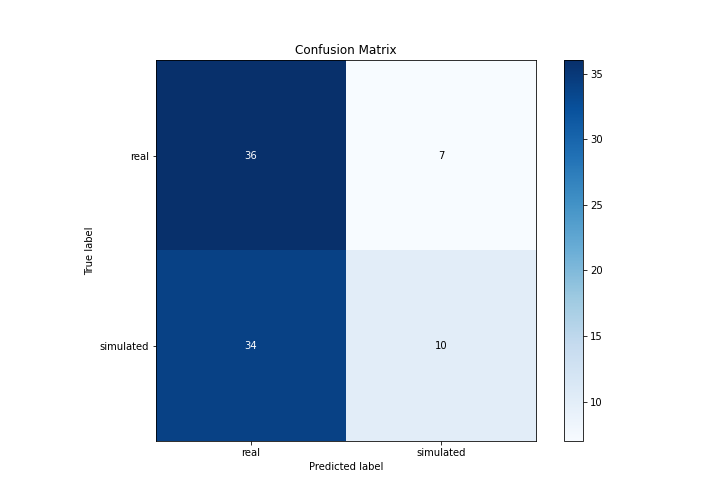 Confusion Matrix
True label
real
simulated
36
7
34
10
real
simulated
Predicted label
35
30
25
20
15
10